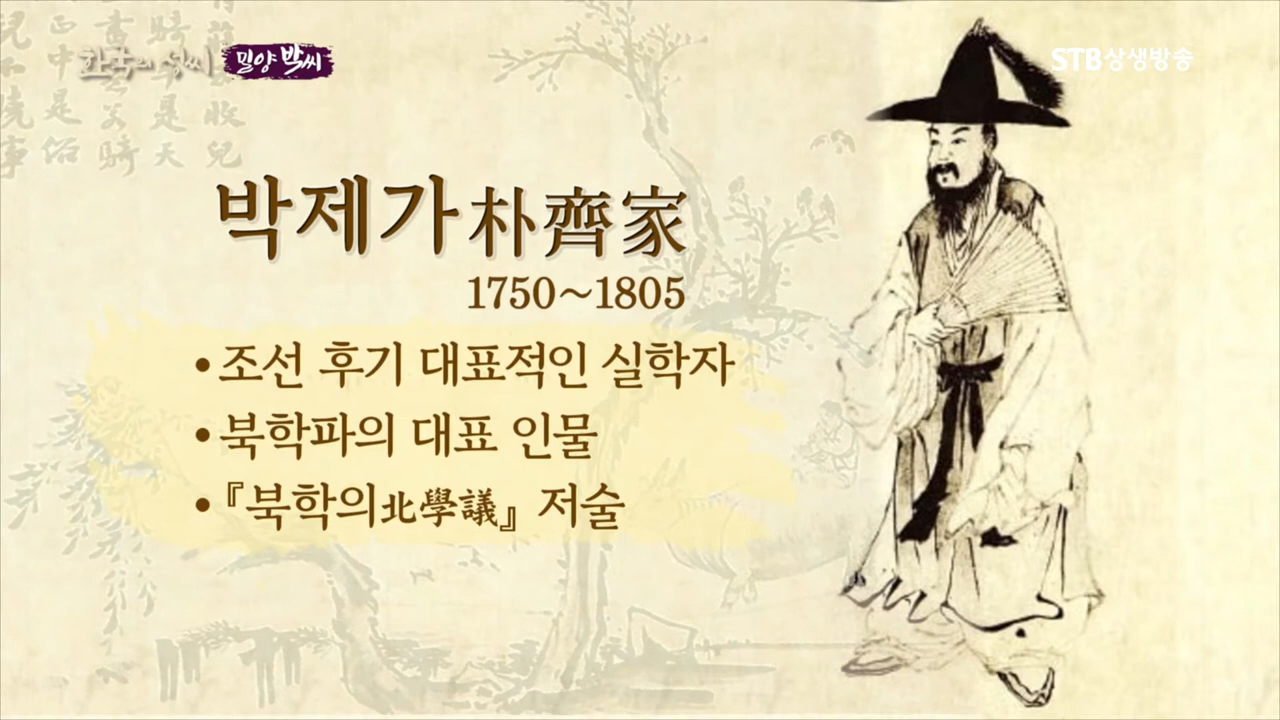 한국의 성씨 밀양박씨
STB상생방송
박제가朴齊家
1750~1805
•조선 후기 대표적인 실학자
•북학파의 대표 인물
•『북학의北學議』 저술